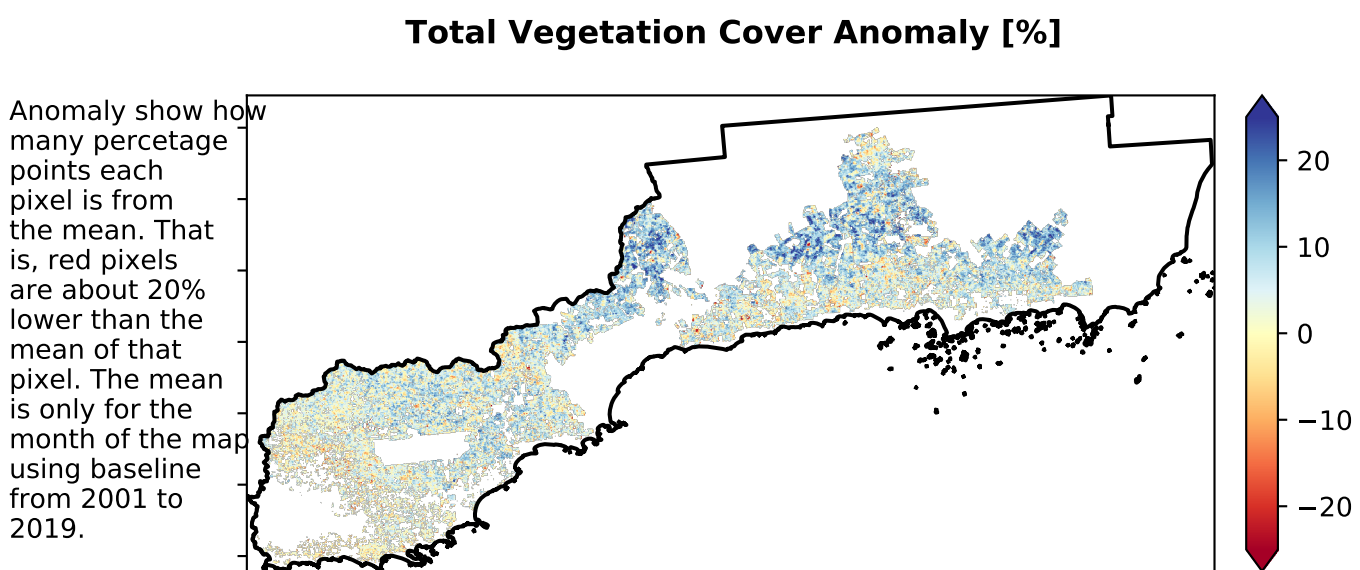 Total Vegetation Cover Anomaly [%]
Anomaly show how
many percetage
points each
pixel is from
the mean. That
is, red pixels
are about 20%
lower than the
mean of that
pixel. The mean
is only for the
month of the map
using baseline
from 2001 to
2019.
20
10
0
−10
−20